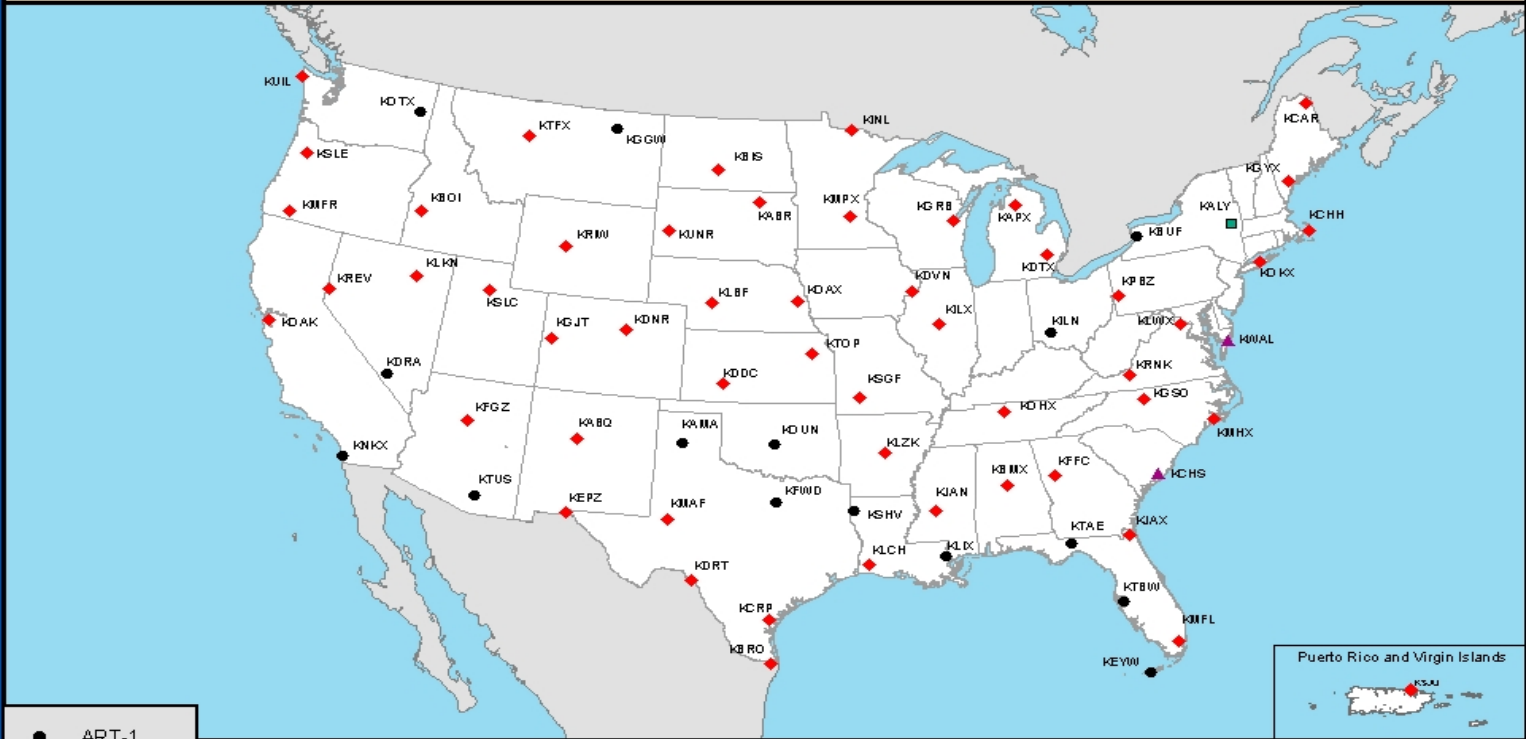 KUIL
KDTX
KTFX
KGGW
KINL
KCAR
KSLE
KBIS
KGYX
KMFR
KBOI
KABR
KMPX
KGRB
KAPX
KALY
KCHH
KUNR
KBUF
KRIW
KDTX
KOKX
KREV
KLKN
KDVN
KPBZ
KSLC
KLBF
KOAX
KILX
KOAK
KGJT
KDNR
KILN
KLWX
KWAL
KTOP
KDRA
KDDC
KSGF
KRNK
KFGZ
KABQ
KAMA
KOUN
KOHX
KGSO
KMHX
KNKX
KLZK
KBMX
KFFC
KCHS
KTUS
KEPZ
KMAF
KFWD
KSHV
KJAN
KTAE
KJAX
KLCH
KLIX
KDRT
KTBW
KCRP
KMFL
KBRO
KEYW
Puerto Rico and Virgin Islands
ART-1